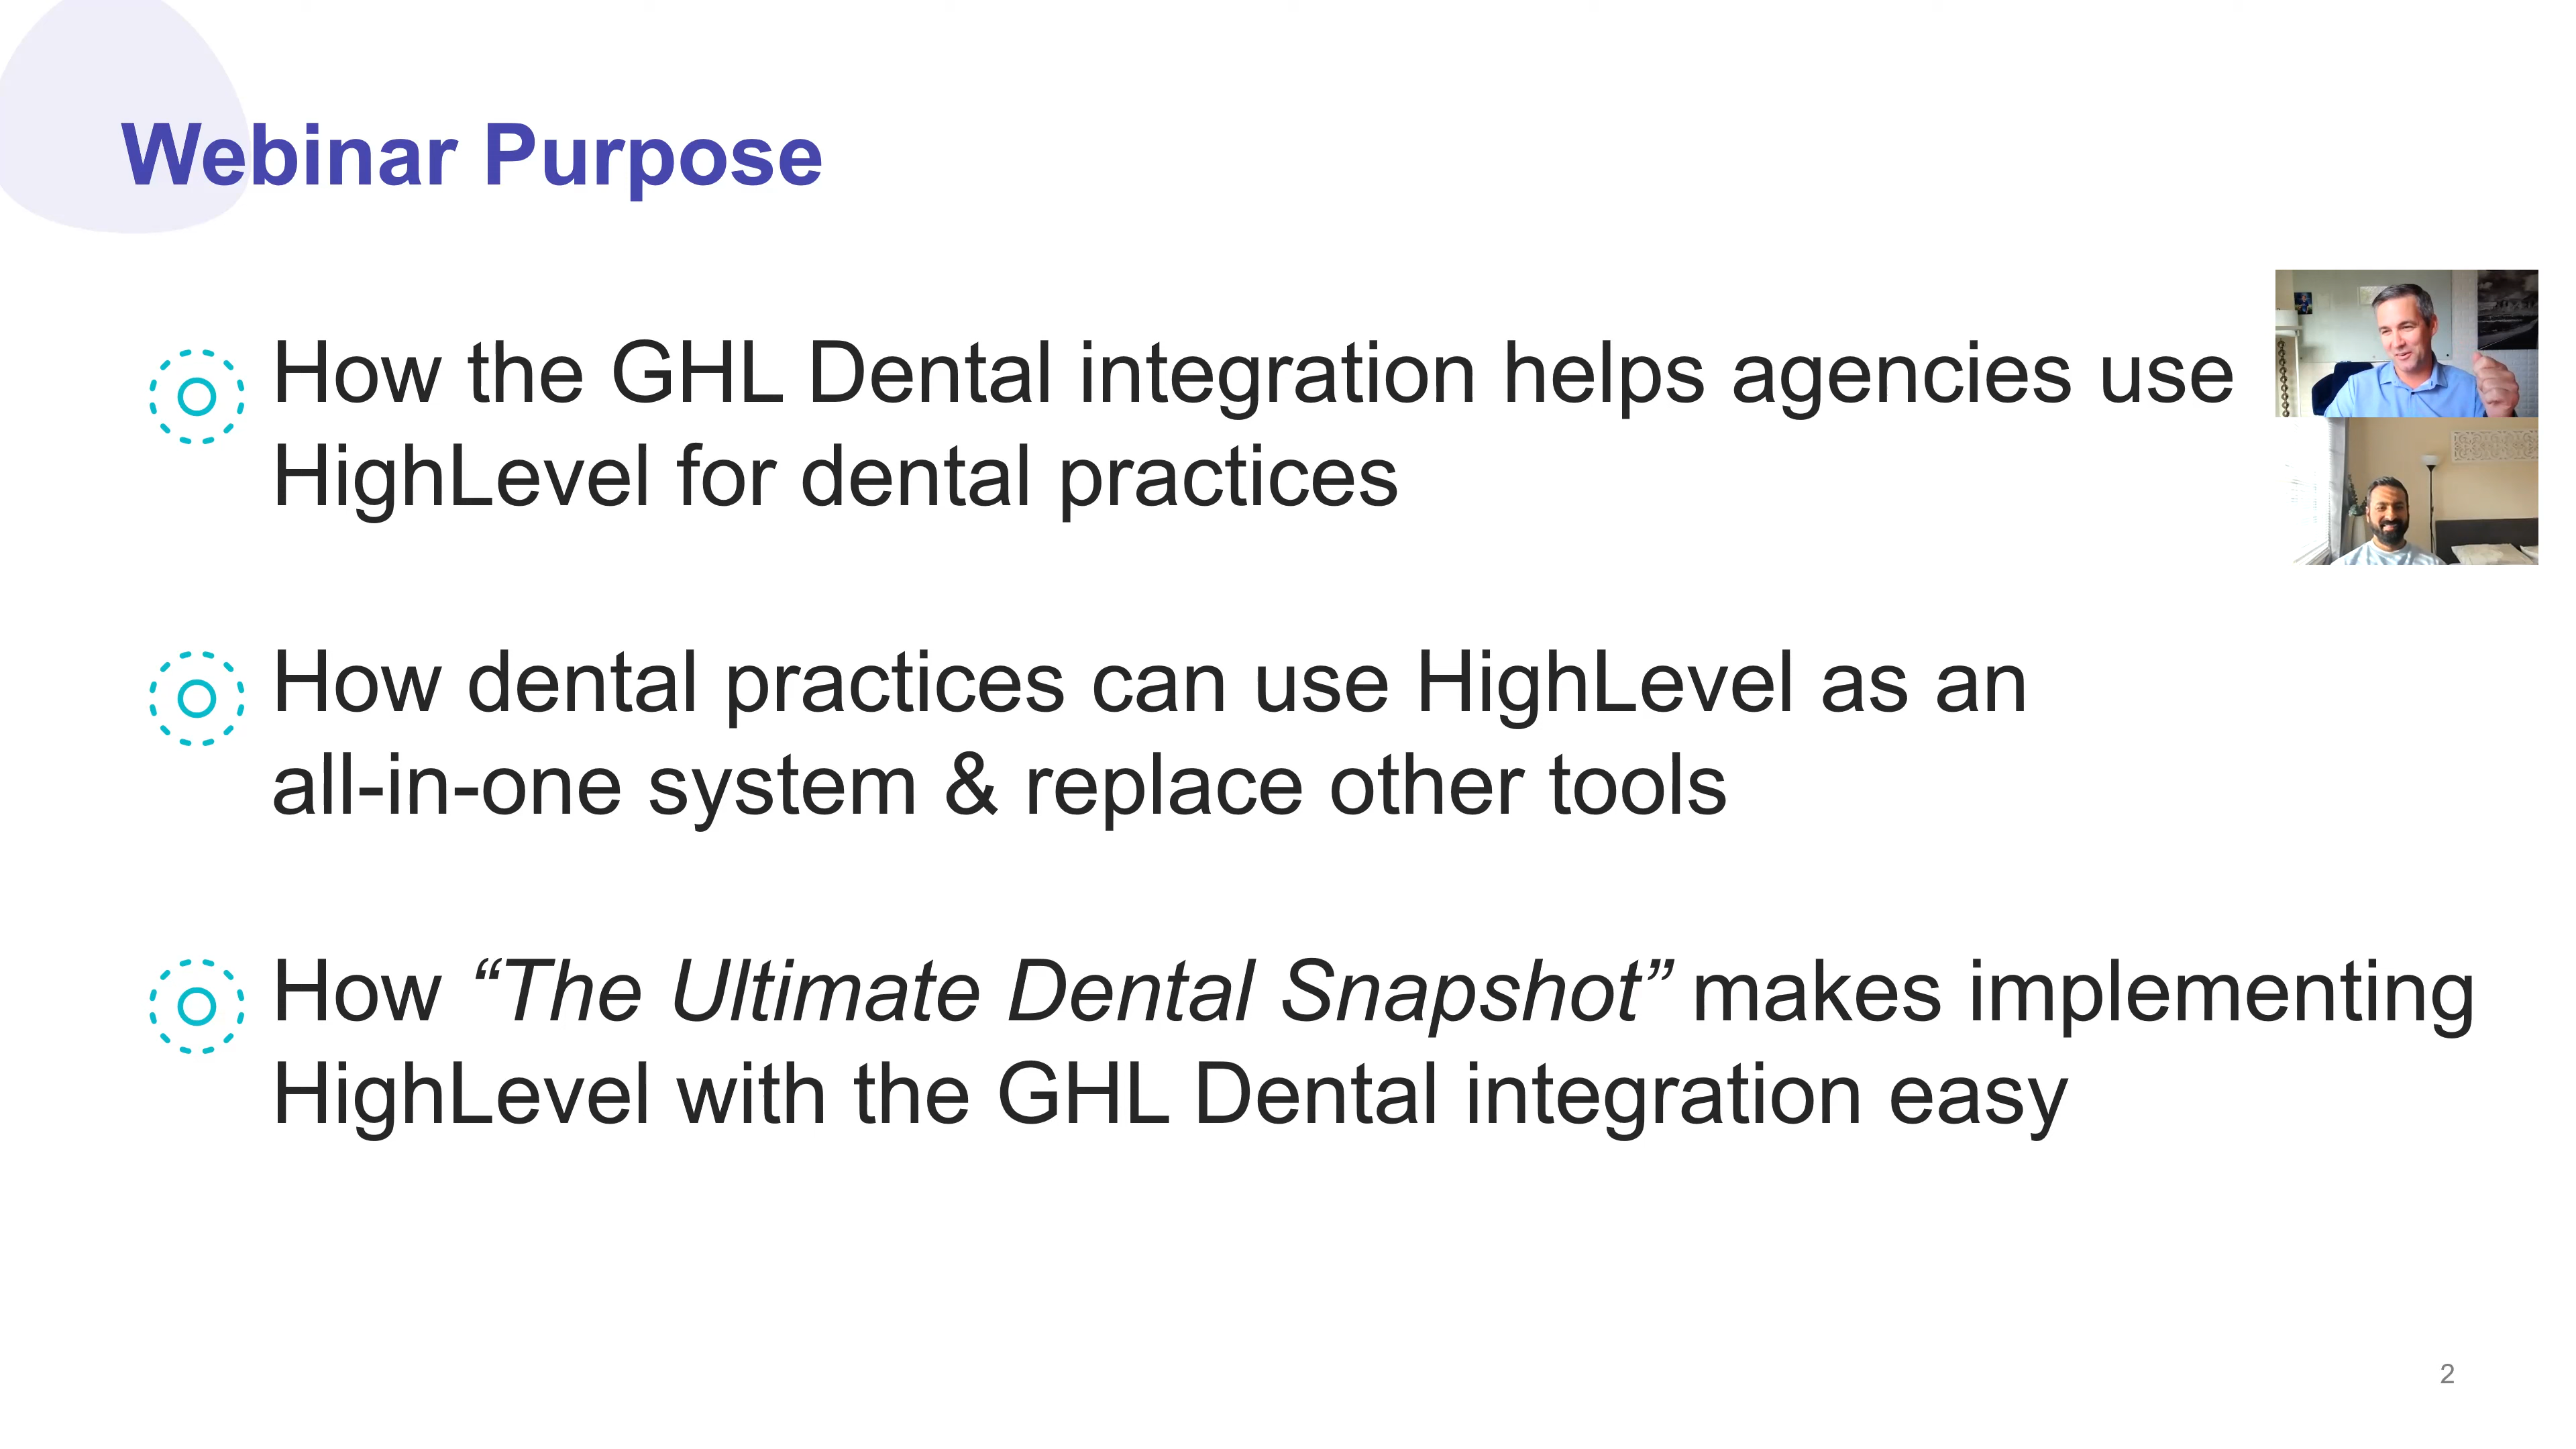 Webinar Purpose
How the GHL Dental integration helps agencies use
HighLevel for dental practices
How dental practices can use HighLevel as an
all-in-one system & replace other tools
How “The Ultimate Dental Snapshot” makes implementing
HighLevel with the GHL Dental integration easy
2